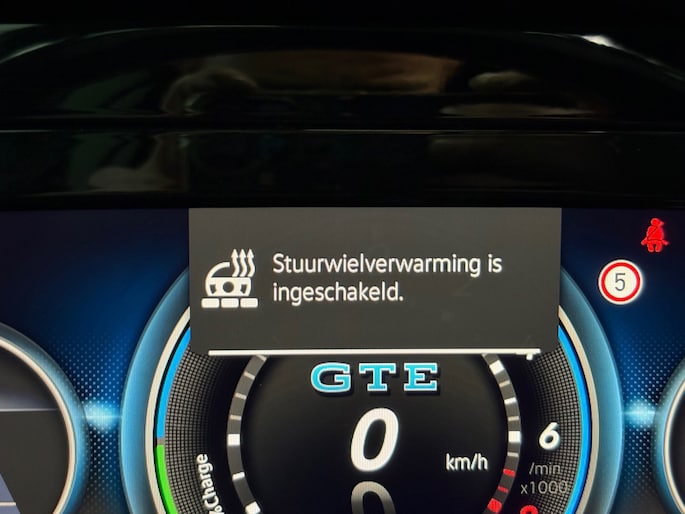 Stuurwielverwarming is
ingeschakeld.
5
GTE
0
km/h
6
/min
x1000
%Charge